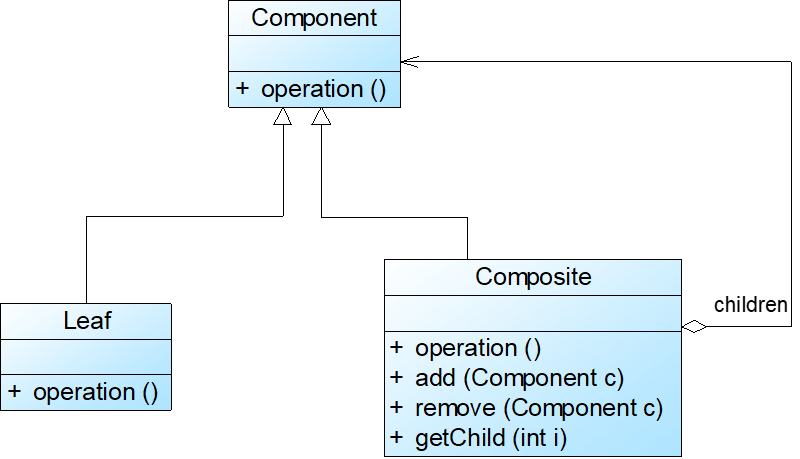 Component
+ operation ()
Leaf
+ operation ()
Composite
+ operation ()
+ add (Component c)
+ remove (Component c)
+ getChild (int i)
children